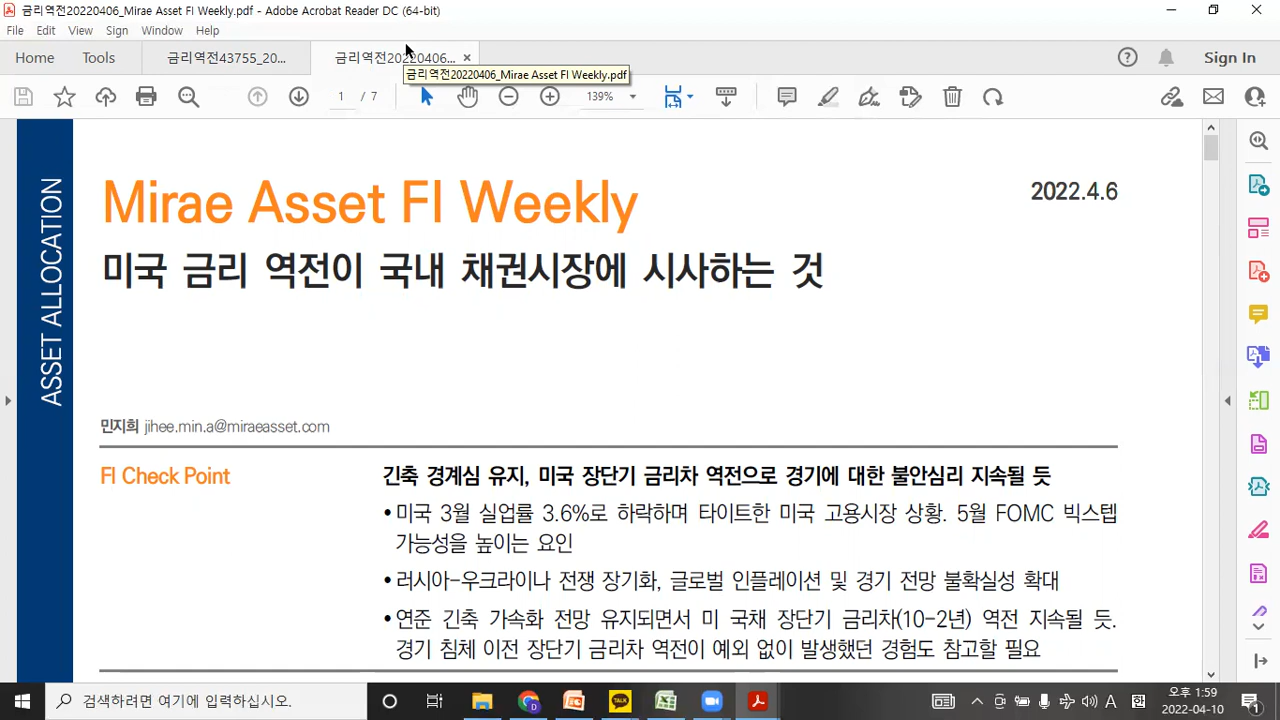 금리역전20220406_Mirae Asset FI Weekly.pdf - Adobe Acrobat Reader DC (64-bit)
File Edit View Sign Window Help
Home Tools 금리역전43755_20... 금리역전20220406... × Sign In
금리역전20220406_Mirae Asset FI Weekly.pdf
1 / 7 139%
ASSET ALLOCATION
Mirae Asset FI Weekly 2022.4.6
미국 금리 역전이 국내 채권시장에 시사하는 것
민지희 jihee.min.a@miraeasset.com
FI Check Point 긴축 경계심 유지, 미국 장단기 금리차 역전으로 경기에 대한 불안심리 지속될 듯
•미국 3월 실업률 3.6%로 하락하며 타이트한 미국 고용시장 상황. 5월 FOMC 빅스텝
가능성을 높이는 요인
•러시아-우크라이나 전쟁 장기화, 글로벌 인플레이션 및 경기 전망 불확실성 확대
•연준 긴축 가속화 전망 유지되면서 미 국채 장단기 금리차(10-2년) 역전 지속될 듯.
경기 침체 이전 장단기 금리차 역전이 예외 없이 발생했던 경험도 참고할 필요
검색하려면 여기에 입력하십시오.
TALK
A
오후 1:59
2022-04-10
1